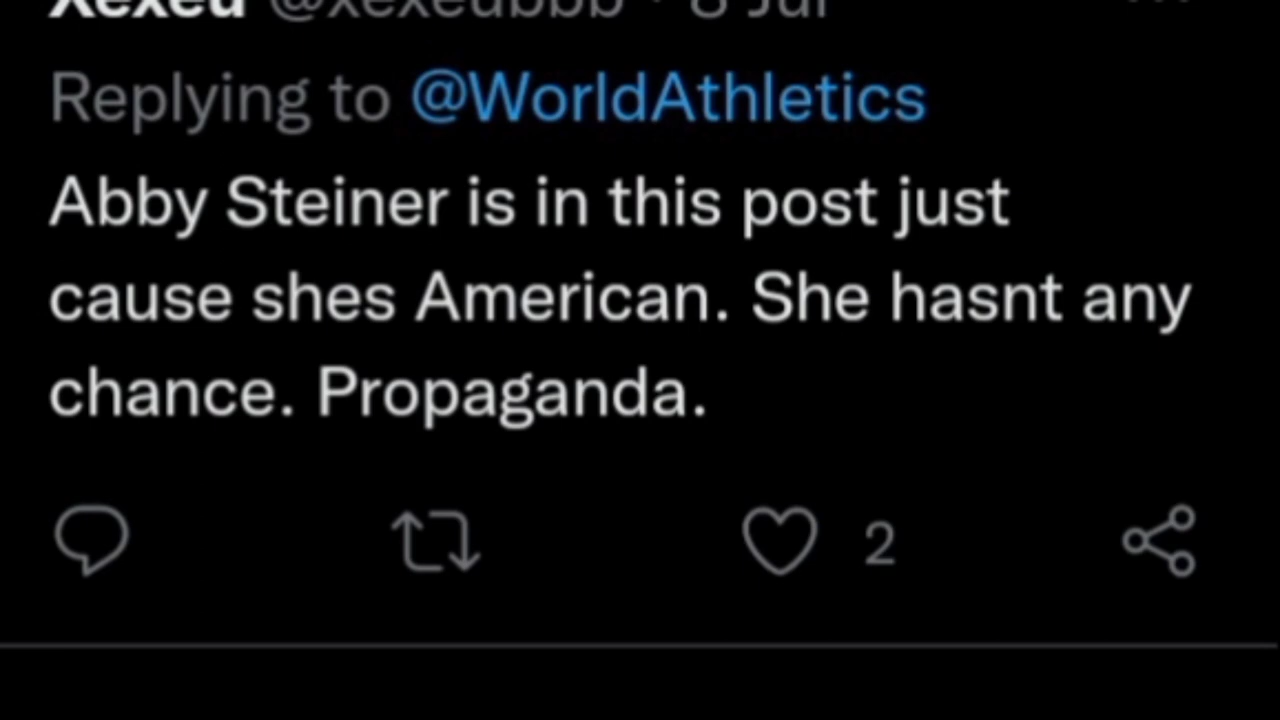 Xexeu @xexeubbb · 8 Jul
Replying to @WorldAthletics
Abby Steiner is in this post just
cause shes American. She hasnt any
chance. Propaganda.
2